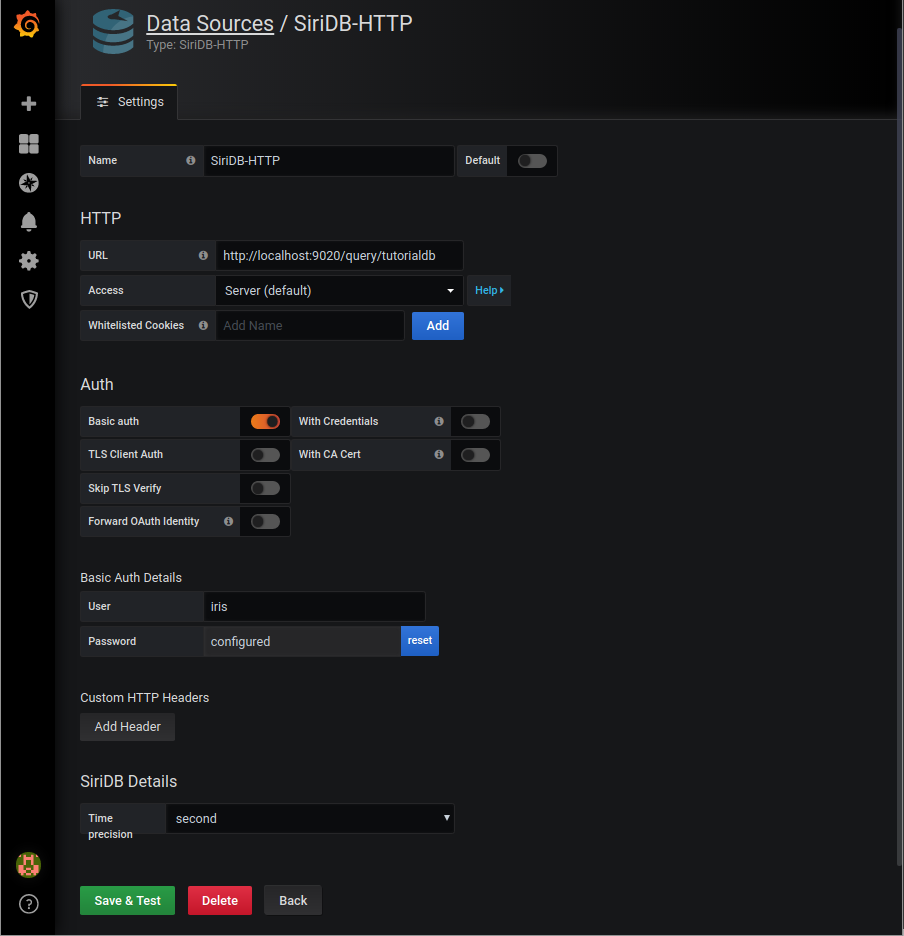 Data Sources / SiriDB-HTTP
Type: SiriDB-HTTP
Settings
Name SiriDB-HTTP Default
HTTP
URL http://localhost:9020/query/tutorialdb
Access Server (default) Help
Whitelisted Cookies Add Name Add
Auth
Basic auth With Credentials
TLS Client Auth With CA Cert
Skip TLS Verify
Forward OAuth Identity
Basic Auth Details
User iris
Password configured reset
Custom HTTP Headers
Add Header
SiriDB Details
Time precision second
Save & Test Delete Back